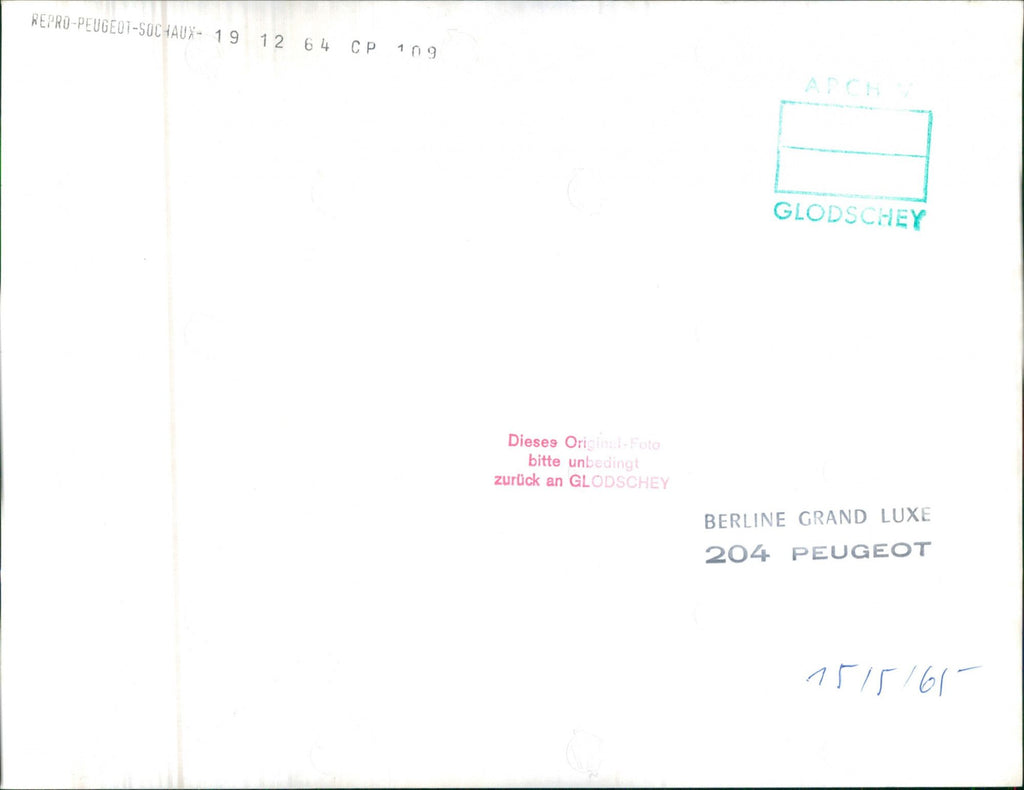 REPRO-PEUGEOT-SOCHAUX- 19 12 64 CP 109
ARCHIV
GLODSCHEY
Dieses Original-Foto
bitte unbedingt
zurück an GLODSCHEY
BERLINE GRAND LUXE
204 PEUGEOT
15/5/65